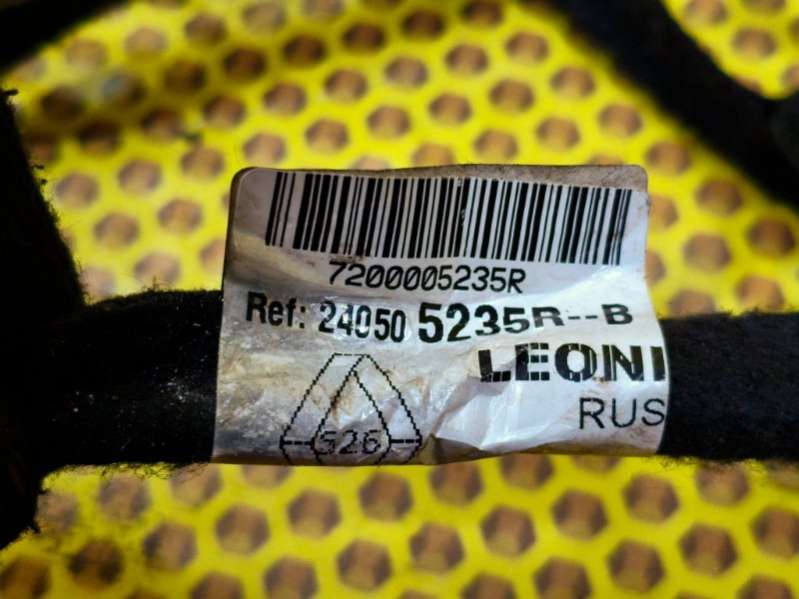 7200005235R
Ref: 24050 5235R--B
LEONI
RUS
526